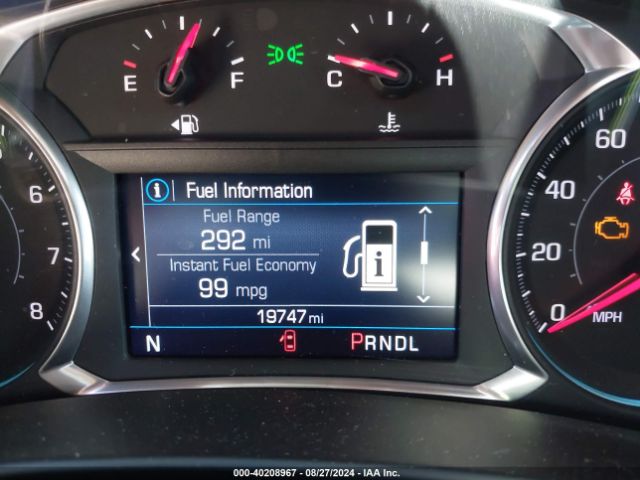 E F
C H
6
7
8
60
40
20
0
MPH
i Fuel Information
Fuel Range
292 mi
Instant Fuel Economy
99 mpg
i
19747 mi
N PRNDL
000-40208967 - 08/27/2024 - IAA Inc.